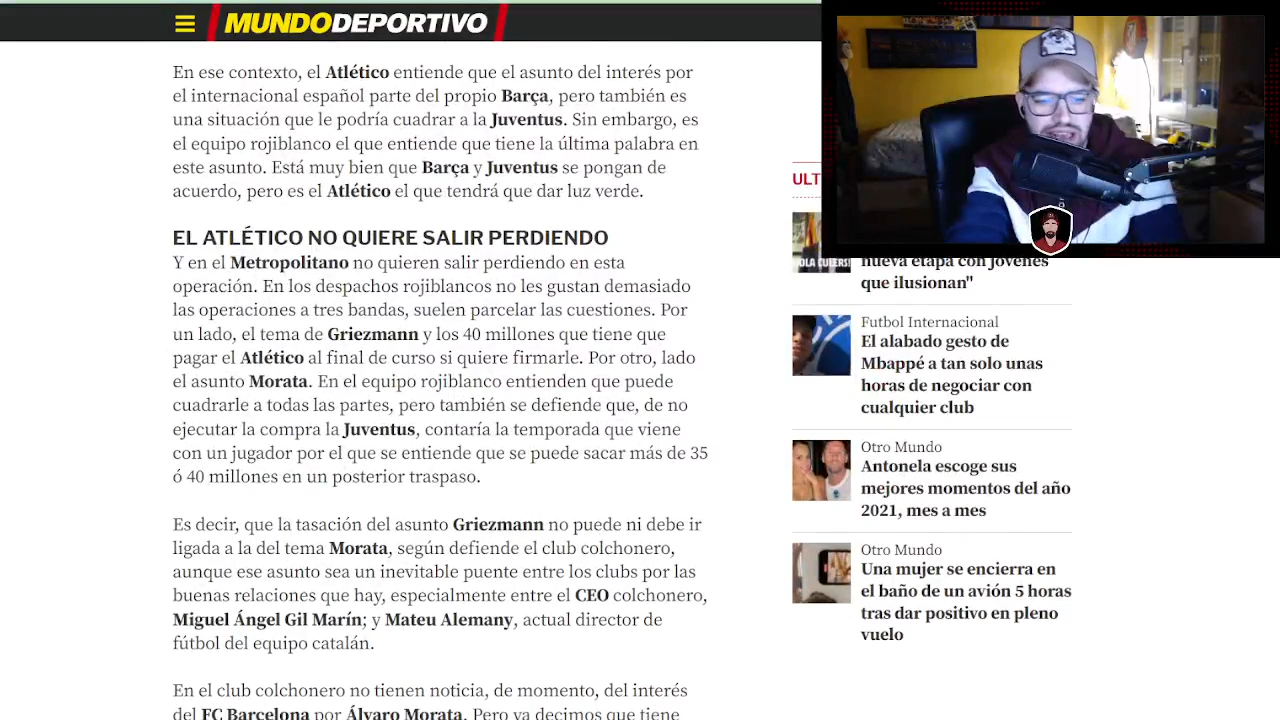 MUNDODEPORTIVO
En ese contexto, el Atlético entiende que el asunto del interés por
el internacional español parte del propio Barça, pero también es
una situación que le podría cuadrar a la Juventus. Sin embargo, es
el equipo rojiblanco el que entiende que tiene la última palabra en
este asunto. Está muy bien que Barça y Juventus se pongan de
acuerdo, pero es el Atlético el que tendrá que dar luz verde.
EL ATLÉTICO NO QUIERE SALIR PERDIENDO
Y en el Metropolitano no quieren salir perdiendo en esta
operación. En los despachos rojiblancos no les gustan demasiado
las operaciones a tres bandas, suelen parcelar las cuestiones. Por
un lado, el tema de Griezmann y los 40 millones que tiene que
pagar el Atlético al final de curso si quiere firmarle. Por otro, lado
el asunto Morata. En el equipo rojiblanco entienden que puede
cuadrarle a todas las partes, pero también se defiende que, de no
ejecutar la compra la Juventus, contaría la temporada que viene
con un jugador por el que se entiende que se puede sacar más de 35
ó 40 millones en un posterior traspaso.
Es decir, que la tasación del asunto Griezmann no puede ni debe ir
ligada a la del tema Morata, según defiende el club colchonero,
aunque ese asunto sea un inevitable puente entre los clubs por las
buenas relaciones que hay, especialmente entre el CEO colchonero,
Miguel Ángel Gil Marín; y Mateu Alemany, actual director de
fútbol del equipo catalán.
En el club colchonero no tienen noticia, de momento, del interés
del FC Barcelona por Álvaro Morata. Pero ya decimos que tiene
ULT
nueva etapa con jóvenes
que ilusionan"
Futbol Internacional
El alabado gesto de
Mbappé a tan solo unas
horas de negociar con
cualquier club
Otro Mundo
Antonela escoge sus
mejores momentos del año
2021, mes a mes
Otro Mundo
Una mujer se encierra en
el baño de un avión 5 horas
tras dar positivo en pleno
vuelo